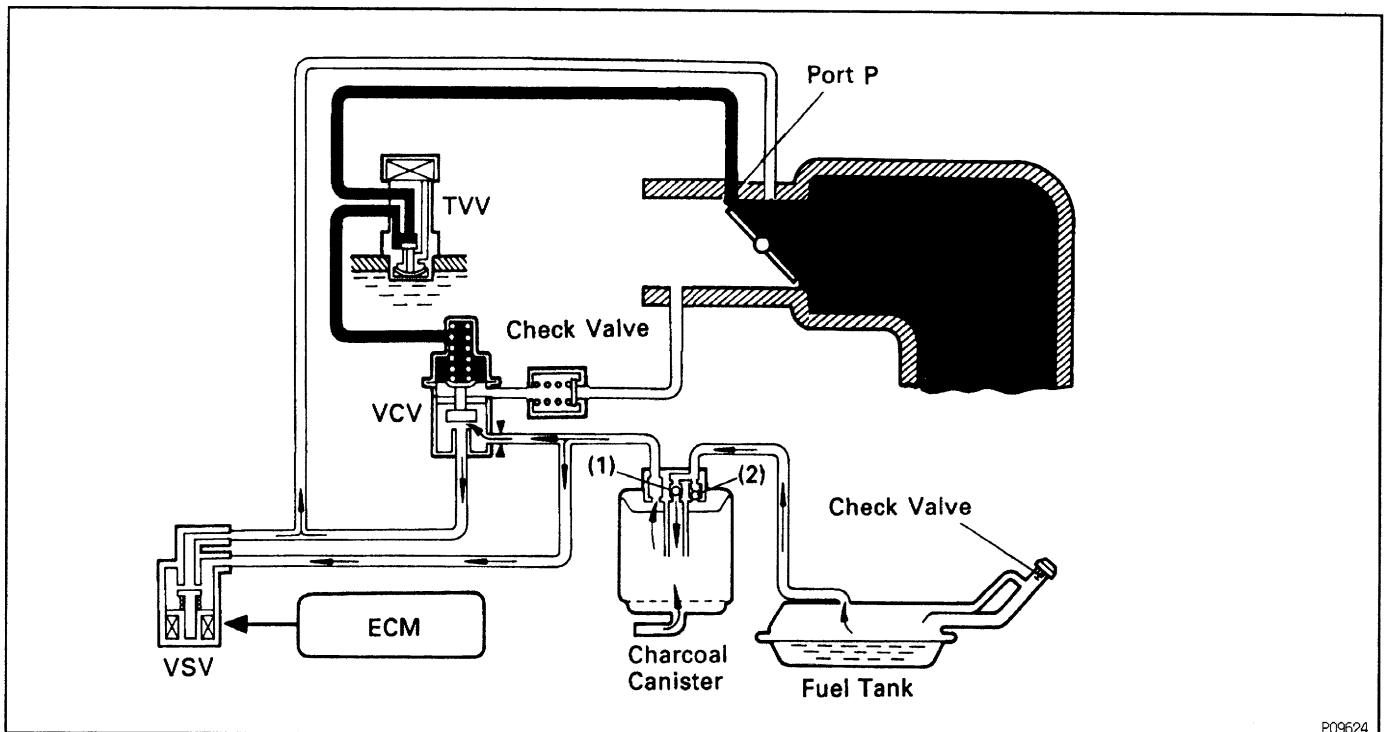 Port P
TVV
Check Valve
VCV
(1)
(2)
Check Valve
ECM
VSV
Charcoal
Canister
Fuel Tank
P09624